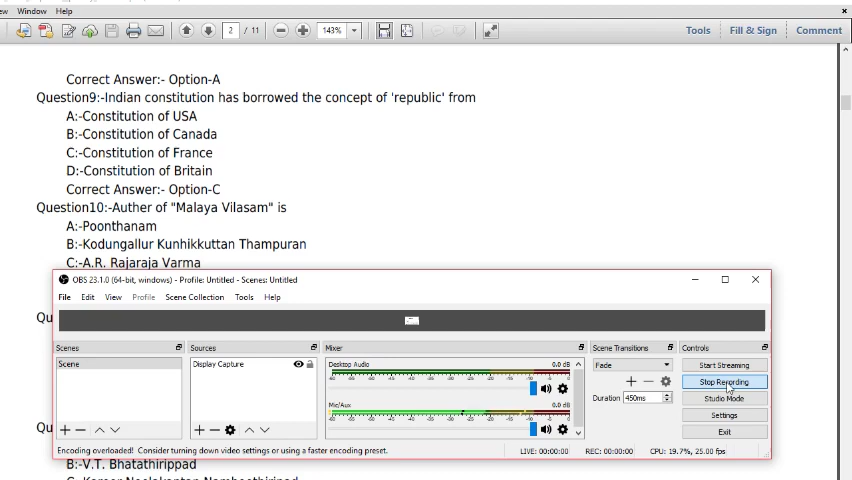 ew Window Help
2 / 11 143% Tools Fill & Sign Comment
Correct Answer:- Option-A
Question9:-Indian constitution has borrowed the concept of 'republic' from
A:-Constitution of USA
B:-Constitution of Canada
C:-Constitution of France
D:-Constitution of Britain
Correct Answer:- Option-C
Question10:-Auther of "Malaya Vilasam" is
A:-Poonthanam
B:-Kodungallur Kunhikkuttan Thampuran
C:-A.R. Rajaraja Varma
OBS 23.1.0 (64-bit, windows) - Profile: Untitled - Scenes: Untitled
File Edit View Profile Scene Collection Tools Help
Qu
Scenes Sources Mixer Scene Transitions Controls
Scene Display Capture Desktop Audio 0.0 dB Fade Start Streaming
Stop Recording
Duration 450ms Studio Mode
Mic/Aux 0.0 dB
Settings
Qu
Exit
Encoding overloaded! Consider turning down video settings or using a faster encoding preset. LIVE: 00:00:00 REC: 00:00:00 CPU: 19.7%, 25.00 fps
B:-V.T. Bhatathirippad